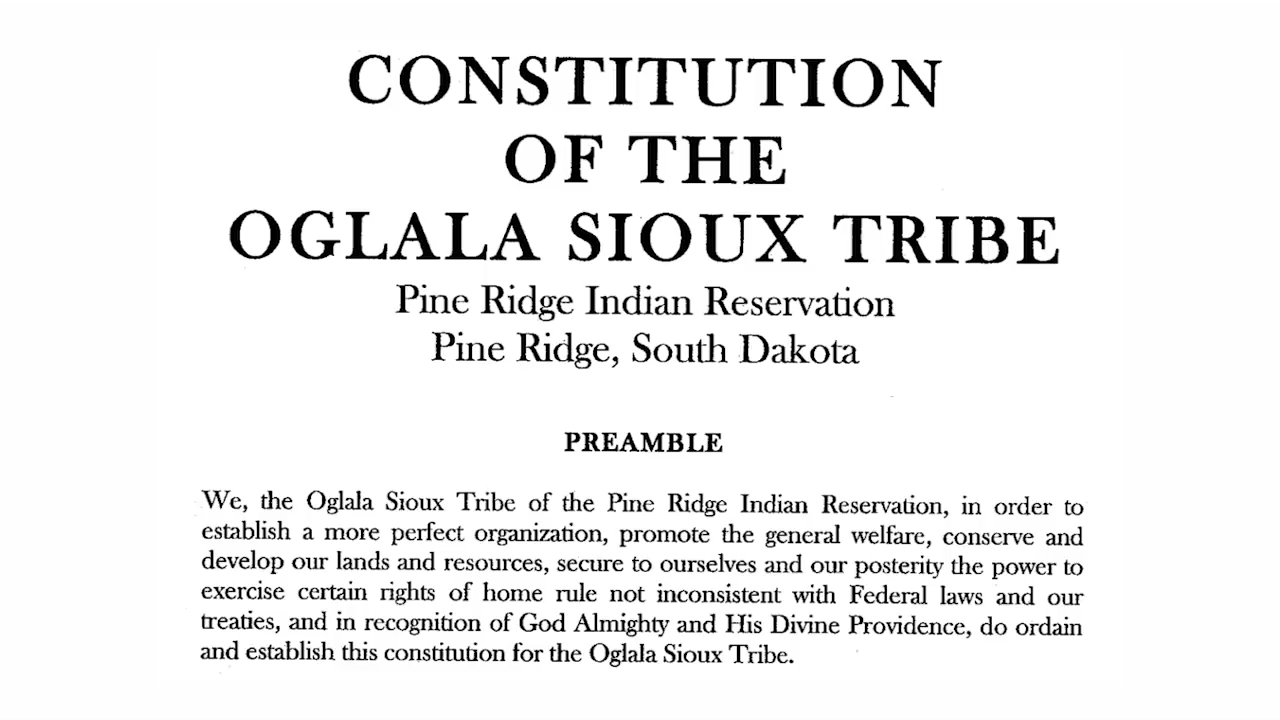 CONSTITUTION
OF THE
OGLALA SIOUX TRIBE
Pine Ridge Indian Reservation
Pine Ridge, South Dakota
PREAMBLE
We, the Oglala Sioux Tribe of the Pine Ridge Indian Reservation, in order to
establish a more perfect organization, promote the general welfare, conserve and
develop our lands and resources, secure to ourselves and our posterity the power to
exercise certain rights of home rule not inconsistent with Federal laws and our
treaties, and in recognition of God Almighty and His Divine Providence, do ordain
and establish this constitution for the Oglala Sioux Tribe.